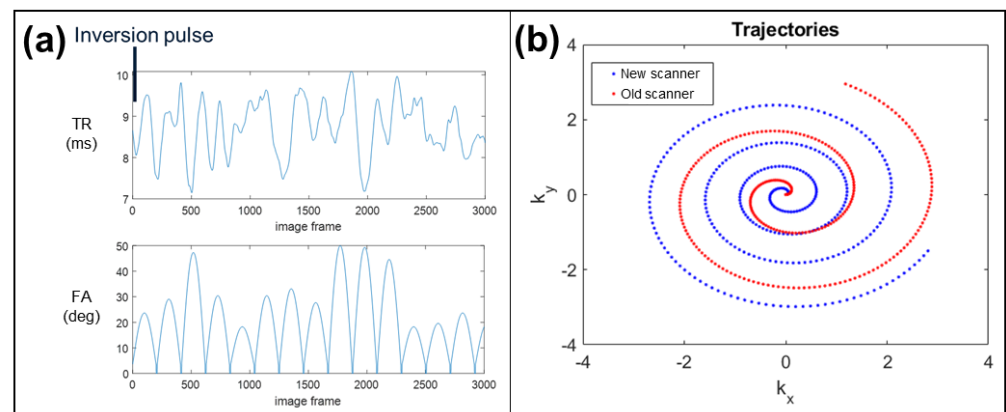 (a)
Inversion pulse
TR
(ms)
10
9
8
7
0 500 1000 1500 2000 2500 3000
image frame
FA
(deg)
50
40
30
20
10
0
0 500 1000 1500 2000 2500 3000
image frame
(b)
Trajectories
New scanner
Old scanner
k_y
4
2
0
-2
-4
-4 -2 0 2 4
k_x